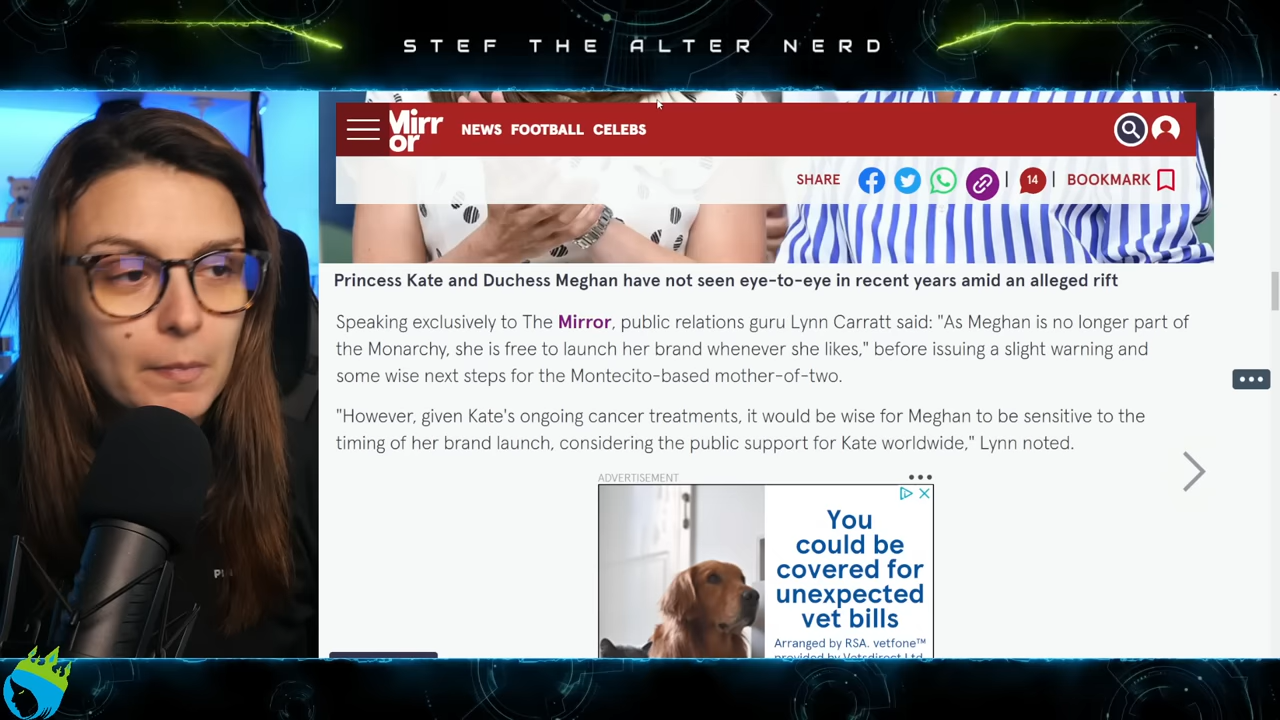 STEF THE ALTER NERD
Mirr
or
NEWS FOOTBALL CELEBS
SHARE 14 BOOKMARK
Princess Kate and Duchess Meghan have not seen eye-to-eye in recent years amid an alleged rift
Speaking exclusively to The Mirror, public relations guru Lynn Carratt said: "As Meghan is no longer part of
the Monarchy, she is free to launch her brand whenever she likes," before issuing a slight warning and
some wise next steps for the Montecito-based mother-of-two.
"However, given Kate's ongoing cancer treatments, it would be wise for Meghan to be sensitive to the
timing of her brand launch, considering the public support for Kate worldwide," Lynn noted.
ADVERTISEMENT
You
could be
covered for
unexpected
vet bills
Arranged by RSA. vetfone™
provided by Vetsdirect Ltd